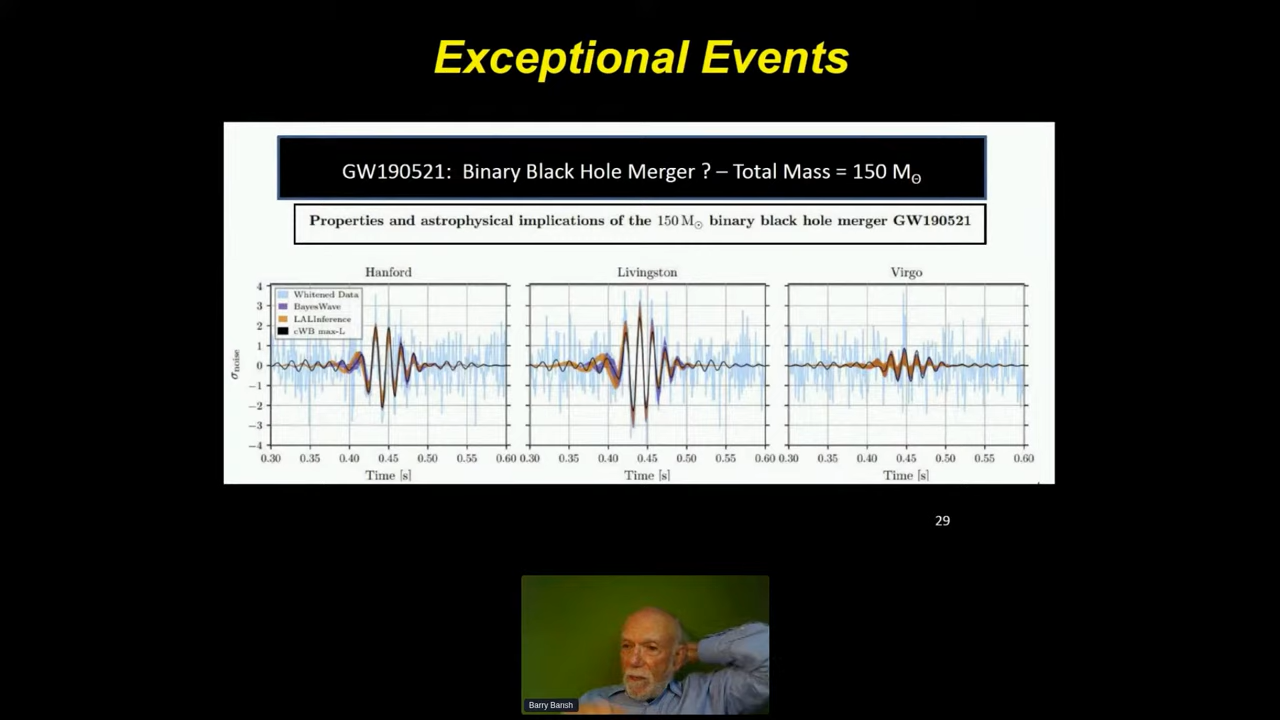 Exceptional Events
GW190521: Binary Black Hole Merger ? – Total Mass = 150 M⊙
Properties and astrophysical implications of the 150 M⊙ binary black hole merger GW190521
Hanford
Livingston
Virgo
Whitened Data
BayesWave
LALInference
cWB max-L
σnoise
4
3
2
1
0
−1
−2
−3
−4
0.30 0.35 0.40 0.45 0.50 0.55 0.60
0.30 0.35 0.40 0.45 0.50 0.55 0.60
0.30 0.35 0.40 0.45 0.50 0.55 0.60
Time [s]
Time [s]
Time [s]
29
Barry Bansh